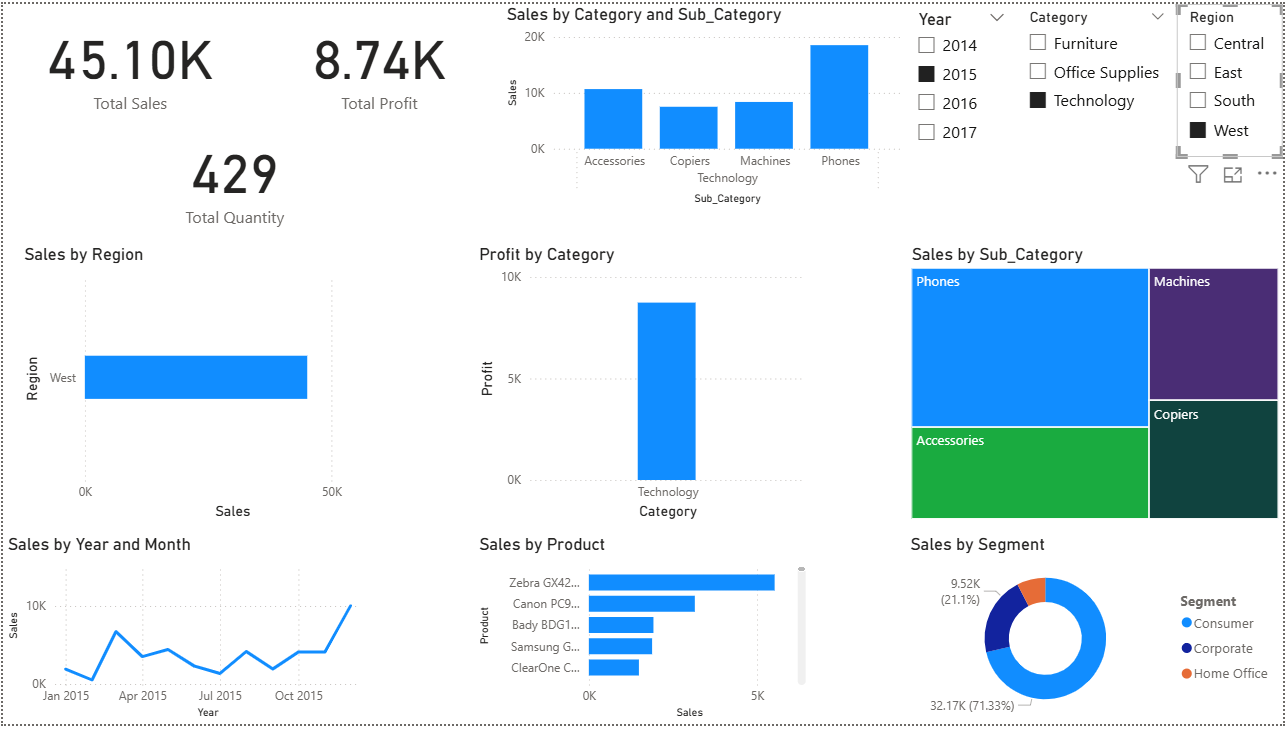 45.10K
Total Sales
8.74K
Total Profit
429
Total Quantity
Sales by Category and Sub_Category
20K
10K
0K
Sales
Accessories
Copiers
Machines
Phones
Technology
Sub_Category
Year
2014
2015
2016
2017
Category
Furniture
Office Supplies
Technology
Region
Central
East
South
West
Sales by Region
Region
West
0K
50K
Sales
Profit by Category
10K
5K
0K
Profit
Technology
Category
Sales by Sub_Category
Phones
Machines
Accessories
Copiers
Sales by Year and Month
Sales
10K
0K
Jan 2015
Apr 2015
Jul 2015
Oct 2015
Year
Sales by Product
Product
Zebra GX42...
Canon PC9...
Bady BDG1...
Samsung G...
ClearOne C...
0K
5K
Sales
Sales by Segment
9.52K
(21.1%)
32.17K (71.33%)
Segment
Consumer
Corporate
Home Office